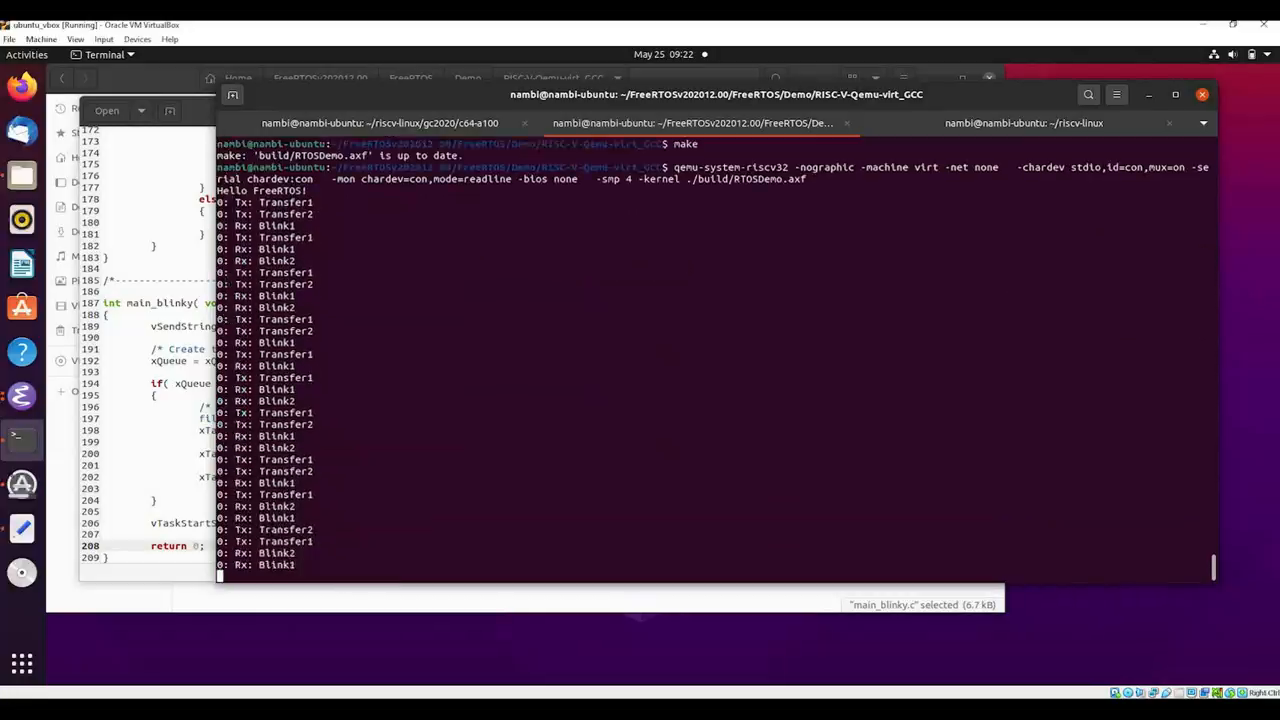 ubuntu_vbox [Running] - Oracle VM VirtualBox
File Machine View Input Devices Help
Activities Terminal May 25 09:22
Home FreeRTOSv202012.00 FreeRTOS Demo RISC-V-Qemu-virt_GCC
Open
nambi@nambi-ubuntu: ~/FreeRTOSv202012.00/FreeRTOS/Demo/RISC-V-Qemu-virt_GCC
nambi@nambi-ubuntu: ~/riscv-linux/gc2020/c64-a100
nambi@nambi-ubuntu: ~/FreeRTOSv202012.00/FreeRTOS/De...
nambi@nambi-ubuntu: ~/riscv-linux
nambi@nambi-ubuntu:~/FreeRTOSv202012.00/FreeRTOS/Demo/RISC-V-Qemu-virt_GCC$ make
make: 'build/RTOSDemo.axf' is up to date.
nambi@nambi-ubuntu:~/FreeRTOSv202012.00/FreeRTOS/Demo/RISC-V-Qemu-virt_GCC$ qemu-system-riscv32 -nographic -machine virt -net none -chardev stdio,id=con,mux=on -se
rial chardev:con -mon chardev=con,mode=readline -bios none -smp 4 -kernel ./build/RTOSDemo.axf
Hello FreeRTOS!
0: Tx: Transfer1
0: Tx: Transfer2
0: Rx: Blink1
0: Tx: Transfer1
0: Rx: Blink1
0: Rx: Blink2
0: Tx: Transfer1
0: Tx: Transfer2
0: Rx: Blink1
0: Rx: Blink2
0: Tx: Transfer1
0: Tx: Transfer2
0: Rx: Blink1
0: Tx: Transfer1
0: Rx: Blink1
0: Tx: Transfer1
0: Rx: Blink1
0: Rx: Blink2
0: Tx: Transfer1
0: Tx: Transfer2
0: Rx: Blink1
0: Rx: Blink2
0: Tx: Transfer1
0: Tx: Transfer2
0: Rx: Blink1
0: Tx: Transfer1
0: Rx: Blink2
0: Rx: Blink1
0: Tx: Transfer2
0: Tx: Transfer1
0: Rx: Blink2
0: Rx: Blink1
172
173
174
175
176
177 }
178 els
179 {
180
181 }
182 }
183 }
184
185 /*---------------
186
187 int main_blinky( vo
188 {
189 vSendString
190
191 /* Create t
192 xQueue = xQ
193
194 if( xQueue
195 {
196 /*
197 fil
198 xTa
199
200 xTa
201
202 xTa
203
204 }
205
206 vTaskStartS
207
208 return 0;
209 }
"main_blinky.c" selected (6.7 kB)
Right Ctrl